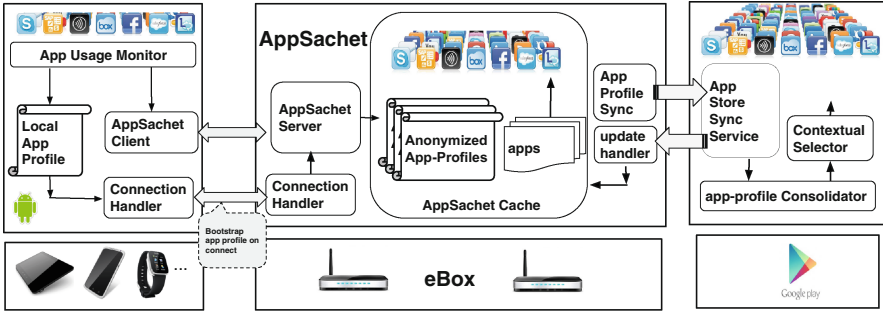 App Usage Monitor
Local
App
Profile
AppSachet
Client
Connection
Handler
Bootstrap
app profile on
connect
...
AppSachet
AppSachet
Server
Connection
Handler
Anonymized
App-Profiles
apps
AppSachet Cache
App
Profile
Sync
update
handler
eBox
App
Store
Sync
Service
Contextual
Selector
app-profile Consolidator
Google play